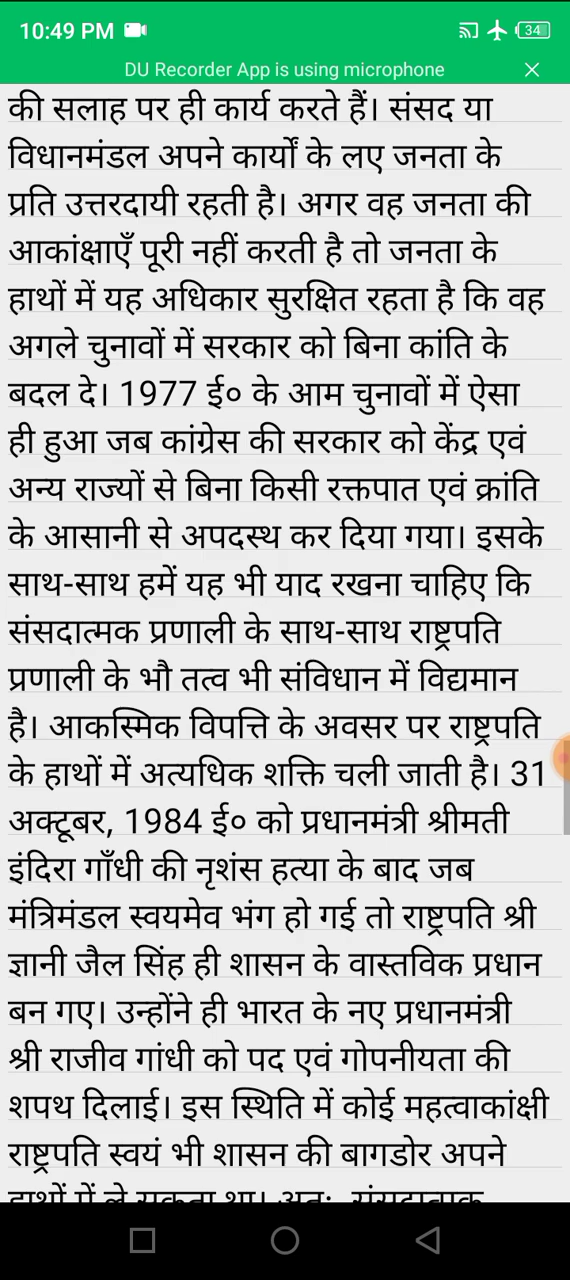 10:49 PM
34
DU Recorder App is using microphone
की सलाह पर ही कार्य करते हैं। संसद या
विधानमंडल अपने कार्यों के लए जनता के
प्रति उत्तरदायी रहती है। अगर वह जनता की
आकांक्षाएँ पूरी नहीं करती है तो जनता के
हाथों में यह अधिकार सुरक्षित रहता है कि वह
अगले चुनावों में सरकार को बिना कांति के
बदल दे। 1977 ई० के आम चुनावों में ऐसा
ही हुआ जब कांग्रेस की सरकार को केंद्र एवं
अन्य राज्यों से बिना किसी रक्तपात एवं क्रांति
के आसानी से अपदस्थ कर दिया गया। इसके
साथ-साथ हमें यह भी याद रखना चाहिए कि
संसदात्मक प्रणाली के साथ-साथ राष्ट्रपति
प्रणाली के भौ तत्व भी संविधान में विद्यमान
है। आकस्मिक विपत्ति के अवसर पर राष्ट्रपति
के हाथों में अत्यधिक शक्ति चली जाती है। 31
अक्टूबर, 1984 ई० को प्रधानमंत्री श्रीमती
इंदिरा गाँधी की नृशंस हत्या के बाद जब
मंत्रिमंडल स्वयमेव भंग हो गई तो राष्ट्रपति श्री
ज्ञानी जैल सिंह ही शासन के वास्तविक प्रधान
बन गए। उन्होंने ही भारत के नए प्रधानमंत्री
श्री राजीव गांधी को पद एवं गोपनीयता की
शपथ दिलाई। इस स्थिति में कोई महत्वाकांक्षी
राष्ट्रपति स्वयं भी शासन की बागडोर अपने
हाथों में ले सकता था। अतः